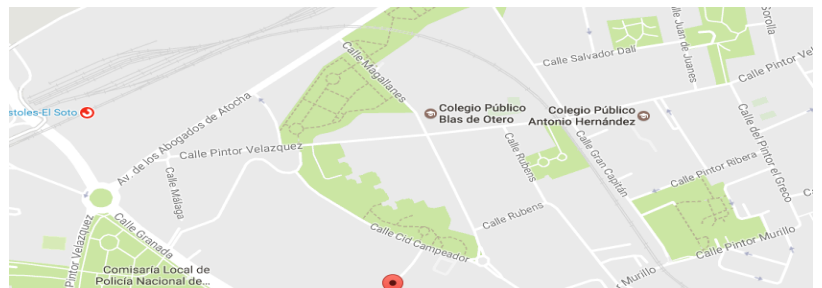 Calle Magallanes
Calle Salvador Dalí
Calle Juan de Juanes
Sorolla
Calle Pintor Ve
stoles-El Soto
Av. de los Abogados de Atocha
Colegio Público
Blas de Otero
Colegio Público
Antonio Hernández
Calle Pintor Velazquez
Calle Málaga
Calle Rubens
Calle Gran Capitán
Calle Pintor Ribera
Calle del Pintor el Greco
Calle Rubens
Calle Cid Campeador
Calle Granada
Pintor Velazquez
Calle Pintor Murillo
Murillo
Comisaría Local de
Policía Nacional de...